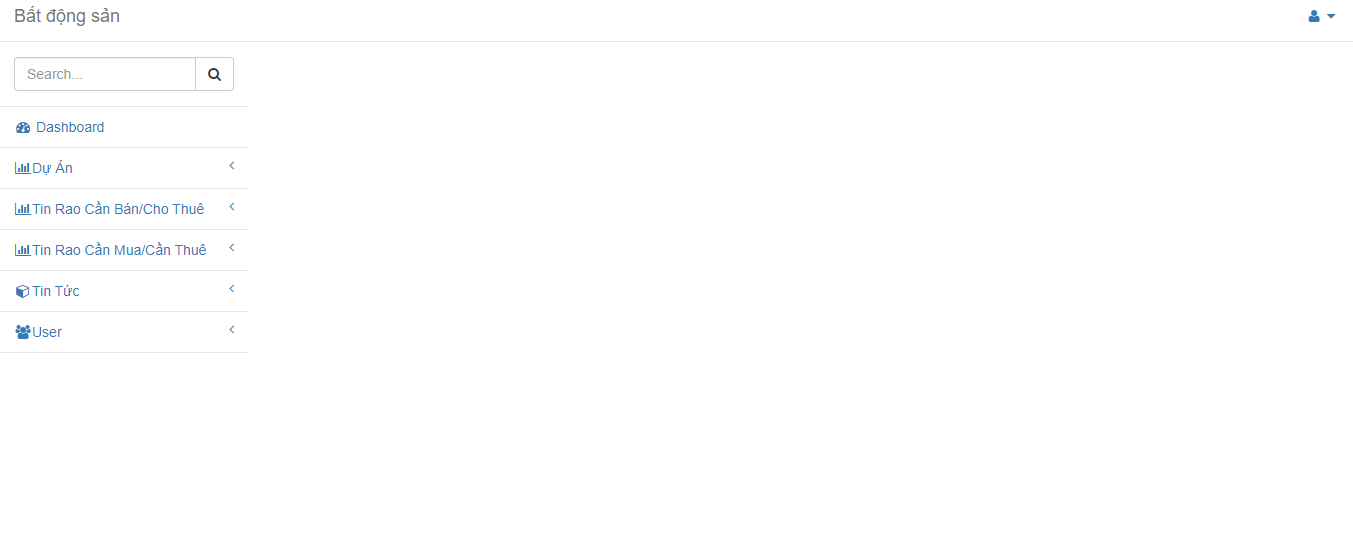 Bất động sản
Search...
Dashboard
Dự Án
Tin Rao Cần Bán/Cho Thuê
Tin Rao Cần Mua/Cần Thuê
Tin Tức
User